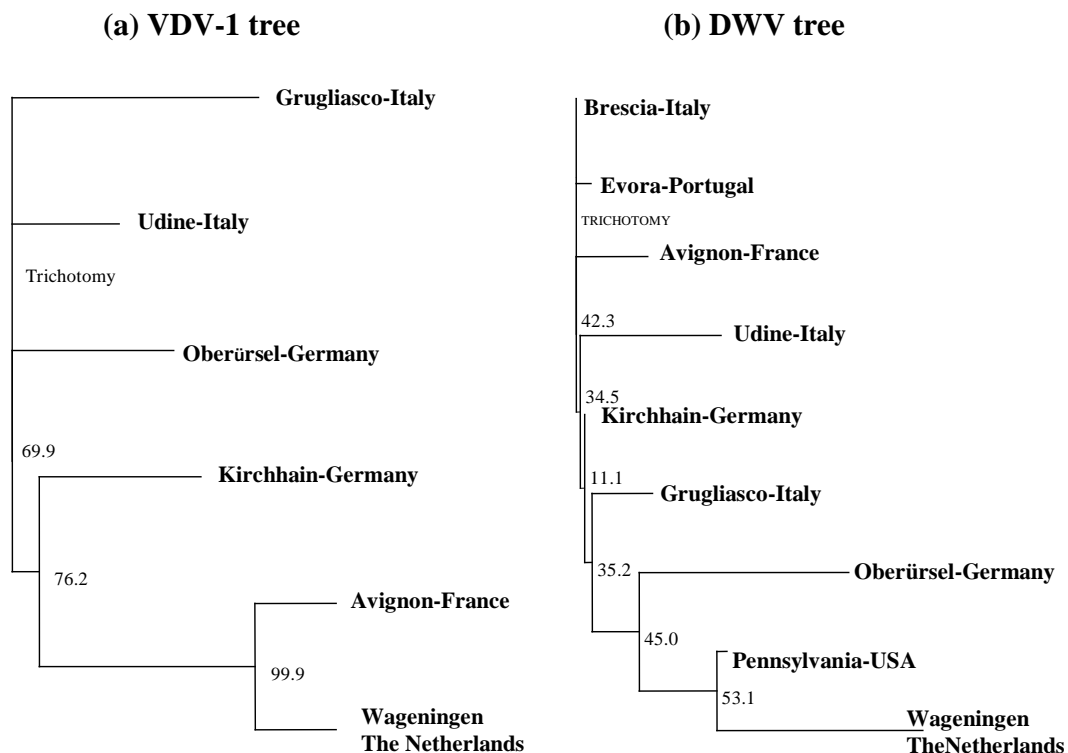 (a) VDV-1 tree
Grugliasco-Italy
Udine-Italy
Trichotomy
Oberürsel-Germany
69.9
Kirchhain-Germany
76.2
Avignon-France
99.9
Wageningen
The Netherlands
(b) DWV tree
Brescia-Italy
Evora-Portugal
TRICHOTOMY
Avignon-France
42.3
Udine-Italy
34.5
Kirchhain-Germany
11.1
Grugliasco-Italy
35.2
Oberürsel-Germany
45.0
Pennsylvania-USA
53.1
Wageningen
TheNetherlands